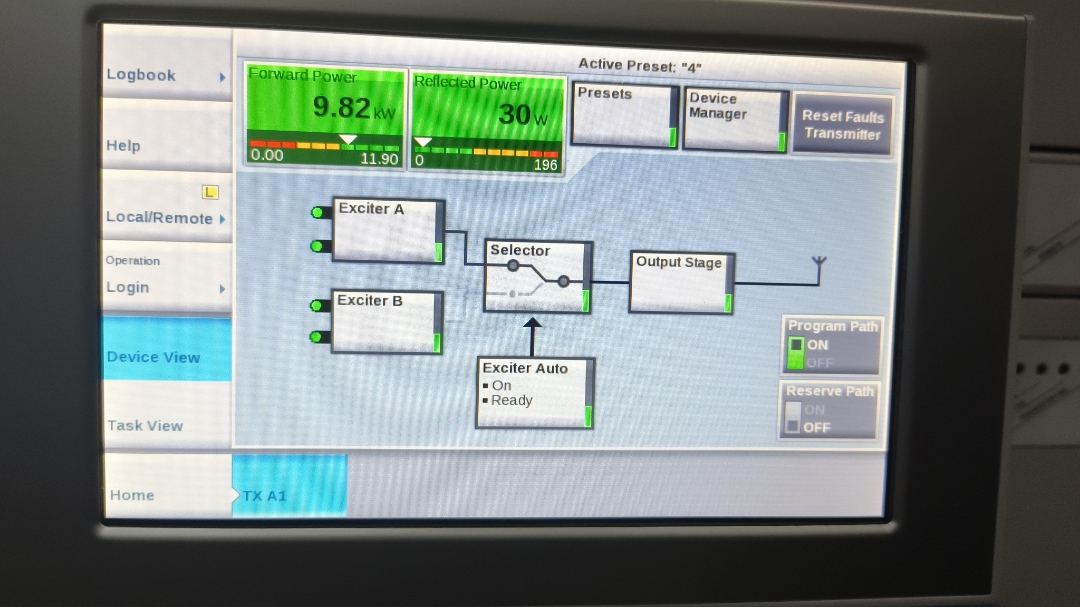 Logbook
Help
L
Local/Remote
Operation
Login
Device View
Task View
Home
TX A1
Active Preset: "4"
Forward Power
9.82 kW
0.00 11.90
Reflected Power
30 W
0 196
Presets
Device
Manager
Reset Faults
Transmitter
Exciter A
Exciter B
Selector
Output Stage
Exciter Auto
On
Ready
Program Path
ON
OFF
Reserve Path
ON
OFF